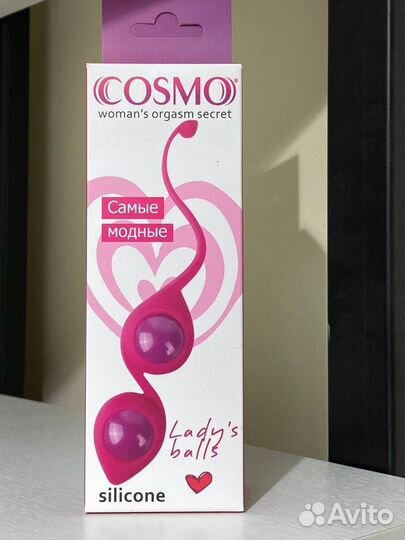 COSMO®
woman's orgasm secret
Самые
модные
Lady's
balls
silicone
Avito